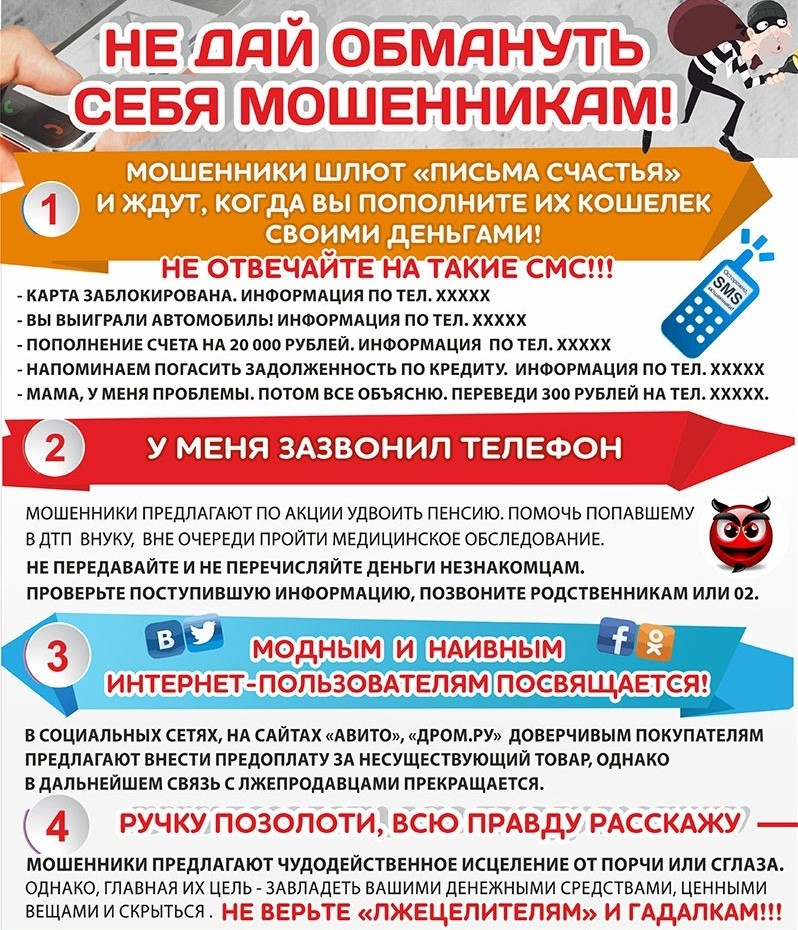 НЕ ДАЙ ОБМАНУТЬ
СЕБЯ МОШЕННИКАМ!
1
МОШЕННИКИ ШЛЮТ «ПИСЬМА СЧАСТЬЯ»
И ЖДУТ, КОГДА ВЫ ПОПОЛНИТЕ ИХ КОШЕЛЕК
СВОИМИ ДЕНЬГАМИ!
НЕ ОТВЕЧАЙТЕ НА ТАКИЕ СМС!!!
Осторожно,
SMS
мошенники!
- КАРТА ЗАБЛОКИРОВАНА. ИНФОРМАЦИЯ ПО ТЕЛ. XXXXX
- ВЫ ВЫИГРАЛИ АВТОМОБИЛЬ! ИНФОРМАЦИЯ ПО ТЕЛ. XXXXX
- ПОПОЛНЕНИЕ СЧЕТА НА 20 000 РУБЛЕЙ. ИНФОРМАЦИЯ ПО ТЕЛ. XXXXX
- НАПОМИНАЕМ ПОГАСИТЬ ЗАДОЛЖЕННОСТЬ ПО КРЕДИТУ. ИНФОРМАЦИЯ ПО ТЕЛ. XXXXX
- МАМА, У МЕНЯ ПРОБЛЕМЫ. ПОТОМ ВСЕ ОБЪЯСНЮ. ПЕРЕВЕДИ 300 РУБЛЕЙ НА ТЕЛ. XXXXX.
2
У МЕНЯ ЗАЗВОНИЛ ТЕЛЕФОН
МОШЕННИКИ ПРЕДЛАГАЮТ ПО АКЦИИ УДВОИТЬ ПЕНСИЮ. ПОМОЧЬ ПОПАВШЕМУ
В ДТП ВНУКУ, ВНЕ ОЧЕРЕДИ ПРОЙТИ МЕДИЦИНСКОЕ ОБСЛЕДОВАНИЕ.
НЕ ПЕРЕДАВАЙТЕ И НЕ ПЕРЕЧИСЛЯЙТЕ ДЕНЬГИ НЕЗНАКОМЦАМ.
ПРОВЕРЬТЕ ПОСТУПИВШУЮ ИНФОРМАЦИЮ, ПОЗВОНИТЕ РОДСТВЕННИКАМ ИЛИ 02.
3
В
f
МОДНЫМ И НАИВНЫМ
ИНТЕРНЕТ-ПОЛЬЗОВАТЕЛЯМ ПОСВЯЩАЕТСЯ!
В СОЦИАЛЬНЫХ СЕТЯХ, НА САЙТАХ «АВИТО», «ДРОМ.РУ» ДОВЕРЧИВЫМ ПОКУПАТЕЛЯМ
ПРЕДЛАГАЮТ ВНЕСТИ ПРЕДОПЛАТУ ЗА НЕСУЩЕСТВУЮЩИЙ ТОВАР, ОДНАКО
В ДАЛЬНЕЙШЕМ СВЯЗЬ С ЛЖЕПРОДАВЦАМИ ПРЕКРАЩАЕТСЯ.
4
РУЧКУ ПОЗОЛОТИ, ВСЮ ПРАВДУ РАССКАЖУ
МОШЕННИКИ ПРЕДЛАГАЮТ ЧУДОДЕЙСТВЕННОЕ ИСЦЕЛЕНИЕ ОТ ПОРЧИ ИЛИ СГЛАЗА.
ОДНАКО, ГЛАВНАЯ ИХ ЦЕЛЬ - ЗАВЛАДЕТЬ ВАШИМИ ДЕНЕЖНЫМИ СРЕДСТВАМИ, ЦЕННЫМИ
ВЕЩАМИ И СКРЫТЬСЯ . НЕ ВЕРЬТЕ «ЛЖЕЦЕЛИТЕЛЯМ» И ГАДАЛКАМ!!!